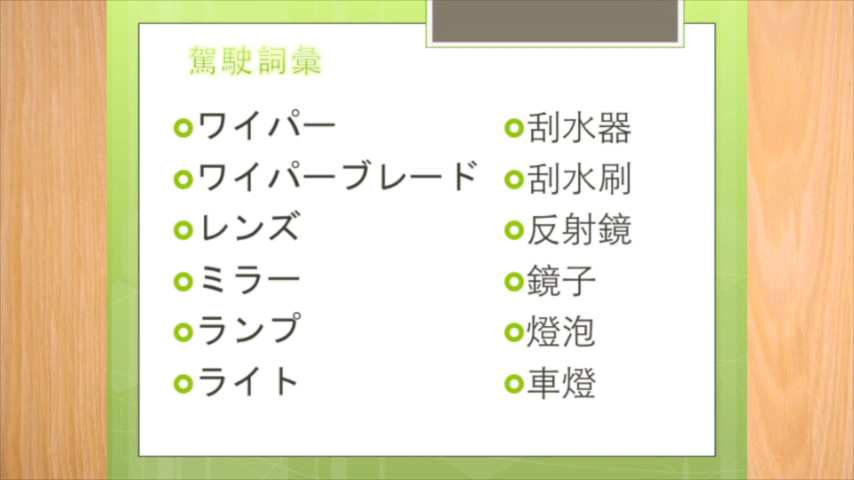 駕駛詞彙
ワイパー 刮水器
ワイパーブレード 刮水刷
レンズ 反射鏡
ミラー 鏡子
ランプ 燈泡
ライト 車燈